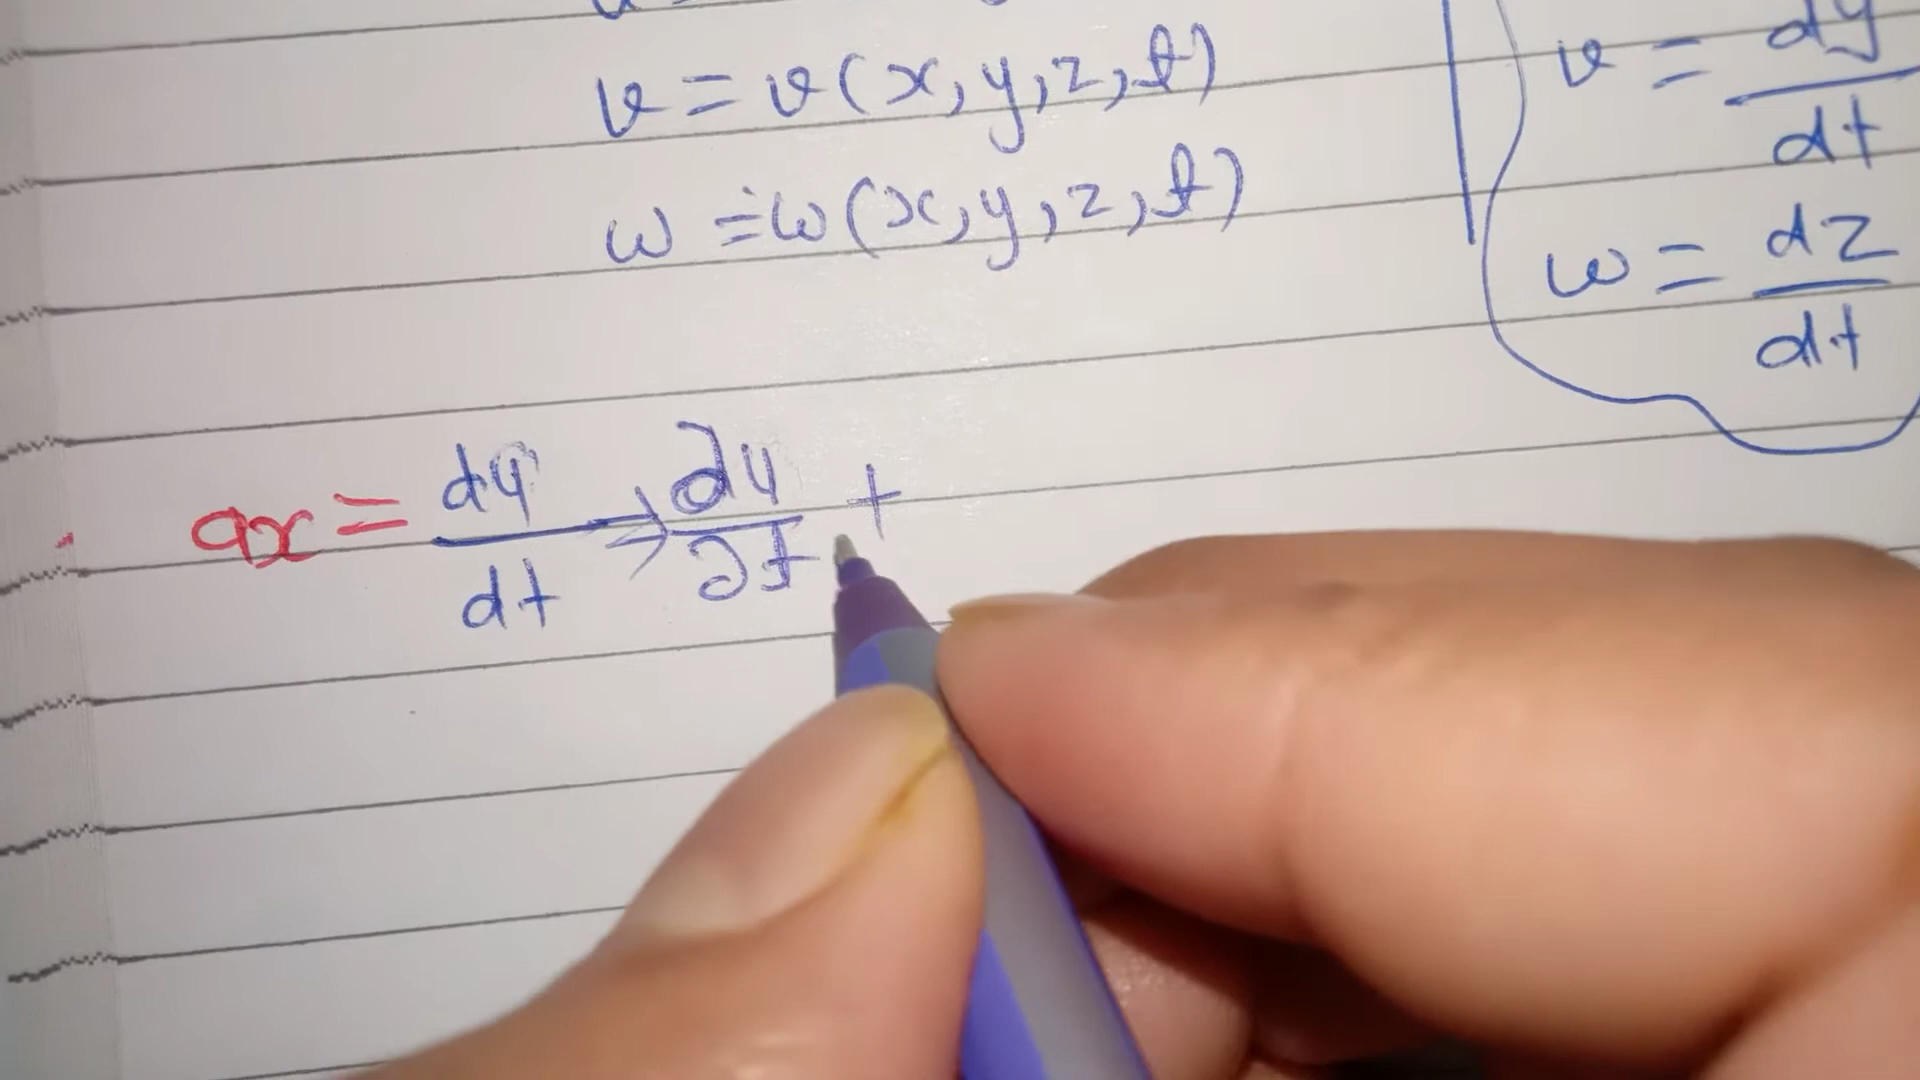 v = v(x, y, z, t)
w = w(x, y, z, t)
v = dy/dt
w = dz/dt
ax = du/dt ⇒ ∂u/∂t +